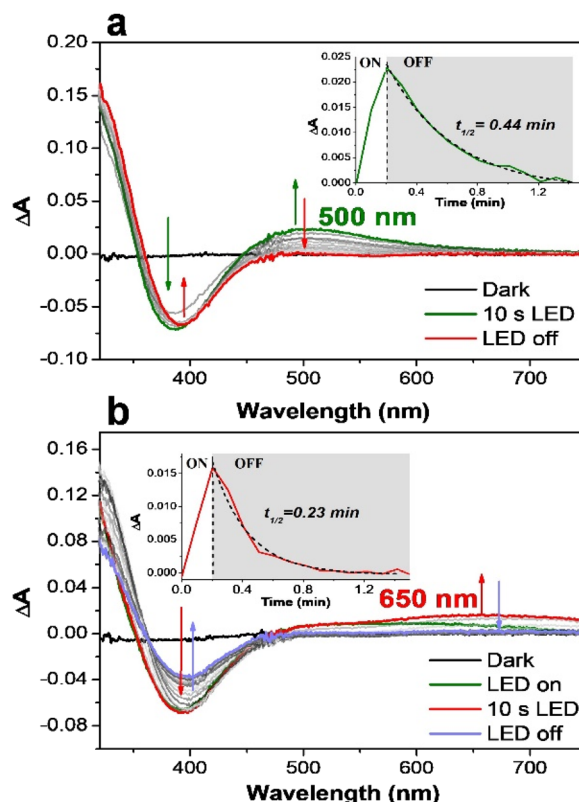 a
0.20
0.15
0.10
0.05
0.00
-0.05
-0.10
ΔA
0.025
0.020
0.015
0.010
0.005
0.000
ΔA
ON OFF
t1/2= 0.44 min
0.0 0.4 0.8 1.2
Time (min)
500 nm
Dark
10 s LED
LED off
400 500 600 700
Wavelength (nm)
b
0.16
0.12
0.08
0.04
0.00
-0.04
-0.08
ΔA
0.015
0.010
0.005
0.000
ΔA
ON OFF
t1/2=0.23 min
0.0 0.4 0.8 1.2
Time (min)
650 nm
Dark
LED on
10 s LED
LED off
400 500 600 700
Wavelength (nm)